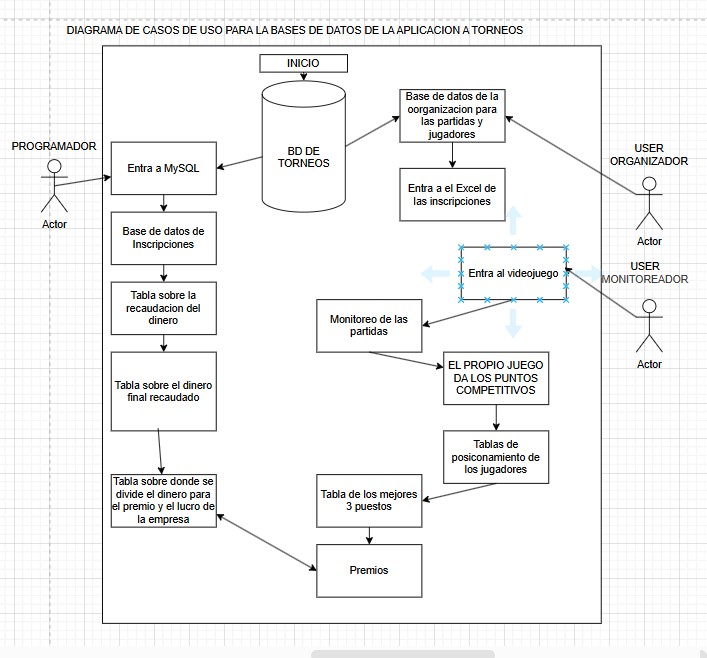 DIAGRAMA DE CASOS DE USO PARA LA BASES DE DATOS DE LA APLICACION A TORNEOS
INICIO
BD DE
TORNEOS
Base de datos de la
oorganizacion para
las partidas y
jugadores
PROGRAMADOR
Actor
Entra a MySQL
USER
ORGANIZADOR
Actor
Entra a el Excel de
las inscripciones
Base de datos de
Inscripciones
Entra al videojuego
USER
MONITOREADOR
Actor
Tabla sobre la
recaudacion del
dinero
Monitoreo de las
partidas
EL PROPIO JUEGO
DA LOS PUNTOS
COMPETITIVOS
Tabla sobre el dinero
final recaudado
Tablas de
posiconamiento de
los jugadores
Tabla sobre donde se
divide el dinero para
el premio y el lucro de
la empresa
Tabla de los mejores
3 puestos
Premios